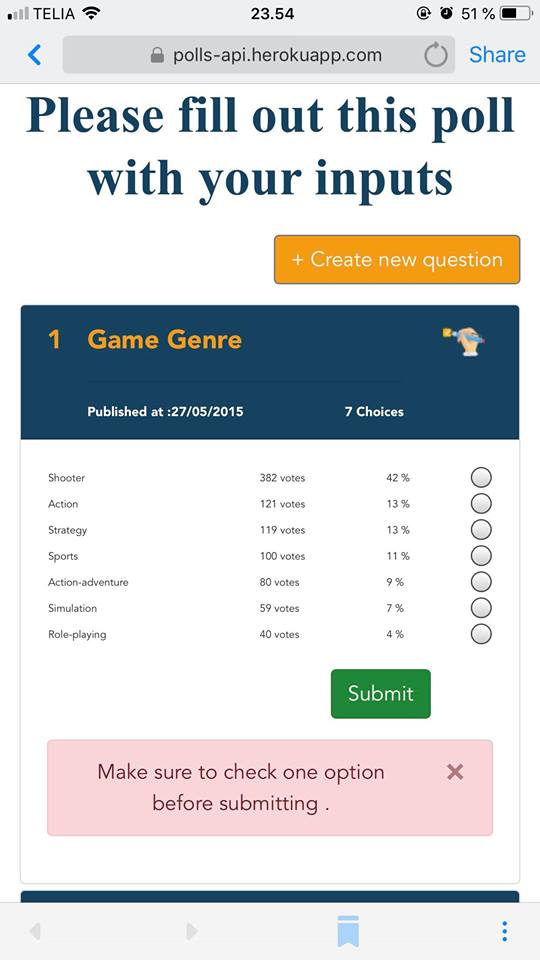 TELIA 23.54 51 %
polls-api.herokuapp.com Share
Please fill out this poll
with your inputs
+ Create new question
1 Game Genre
Published at :27/05/2015 7 Choices
Shooter 382 votes 42 %
Action 121 votes 13 %
Strategy 119 votes 13 %
Sports 100 votes 11 %
Action-adventure 80 votes 9 %
Simulation 59 votes 7 %
Role-playing 40 votes 4 %
Submit
Make sure to check one option
before submitting .